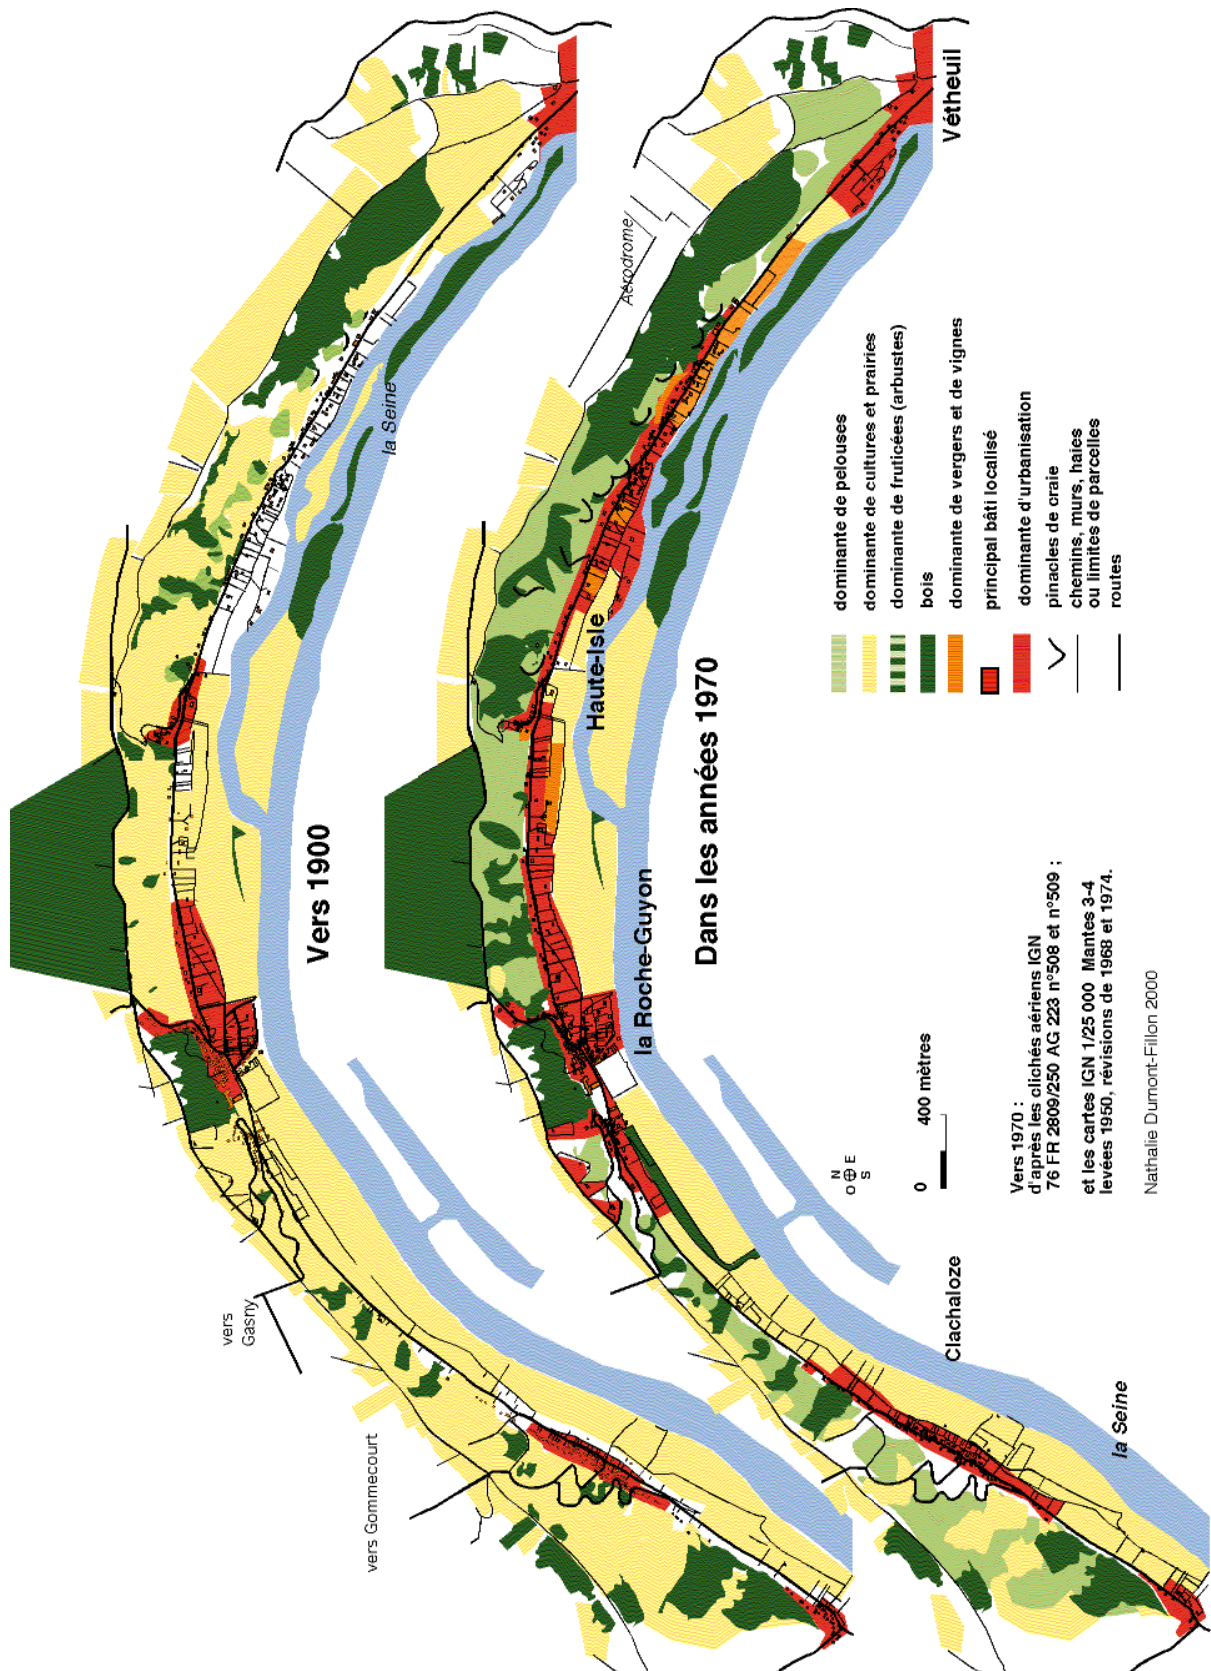 Vers 1900
vers
Gasny
vers Gommecourt
la Seine
Dans les années 1970
Vétheuil
Aérodrome
Haute-Isle
la Roche-Guyon
Clachaloze
la Seine
dominante de pelouses
dominante de cultures et prairies
dominante de fruticées (arbustes)
bois
dominante de vergers et de vignes
principal bâti localisé
dominante d'urbanisation
pinacles de craie
chemins, murs, haies
ou limites de parcelles
routes
N
O E
S
0 400 mètres
Vers 1970 :
d'après les clichés aériens IGN
76 FR 2809/250 AG 223 n°508 et n°509 ;
et les cartes IGN 1/25 000 Mantes 3-4
levées 1950, révisions de 1968 et 1974.
Nathalie Dumont-Fillon 2000